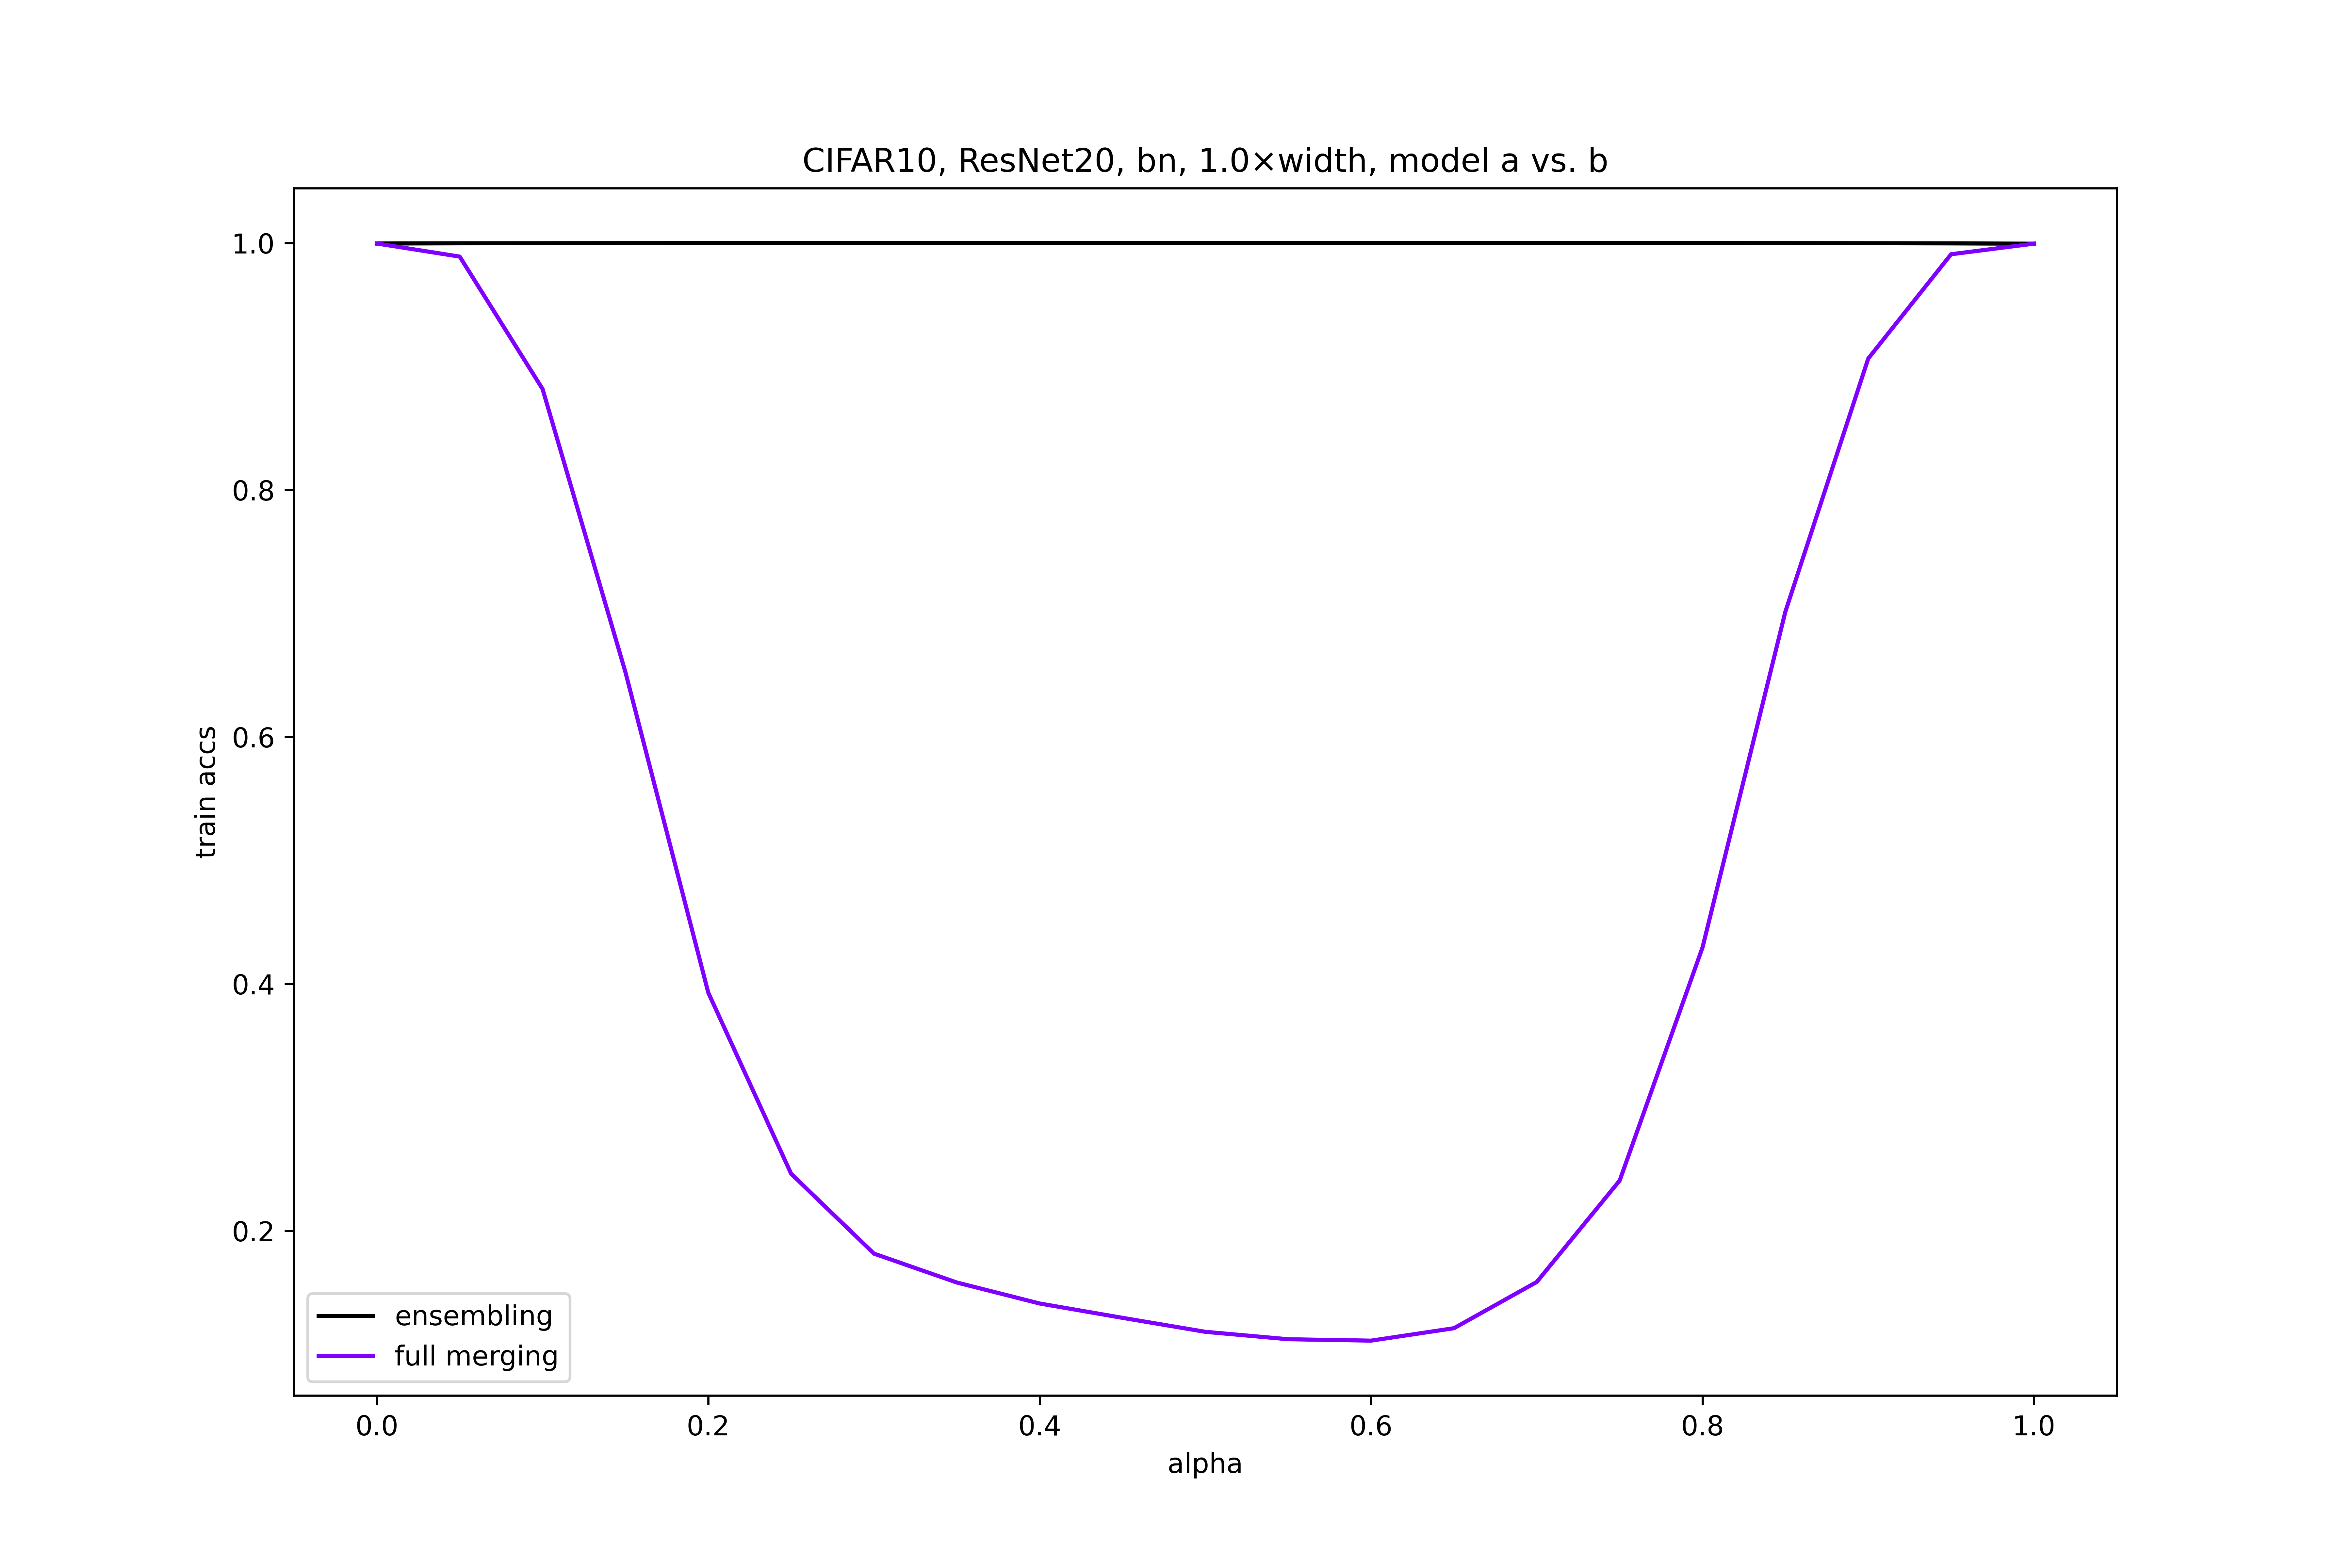 CIFAR10, ResNet20, bn, 1.0×width, model a vs. b
1.0
0.8
0.6
0.4
0.2
train accs
ensembling
full merging
0.0 0.2 0.4 0.6 0.8 1.0
alpha